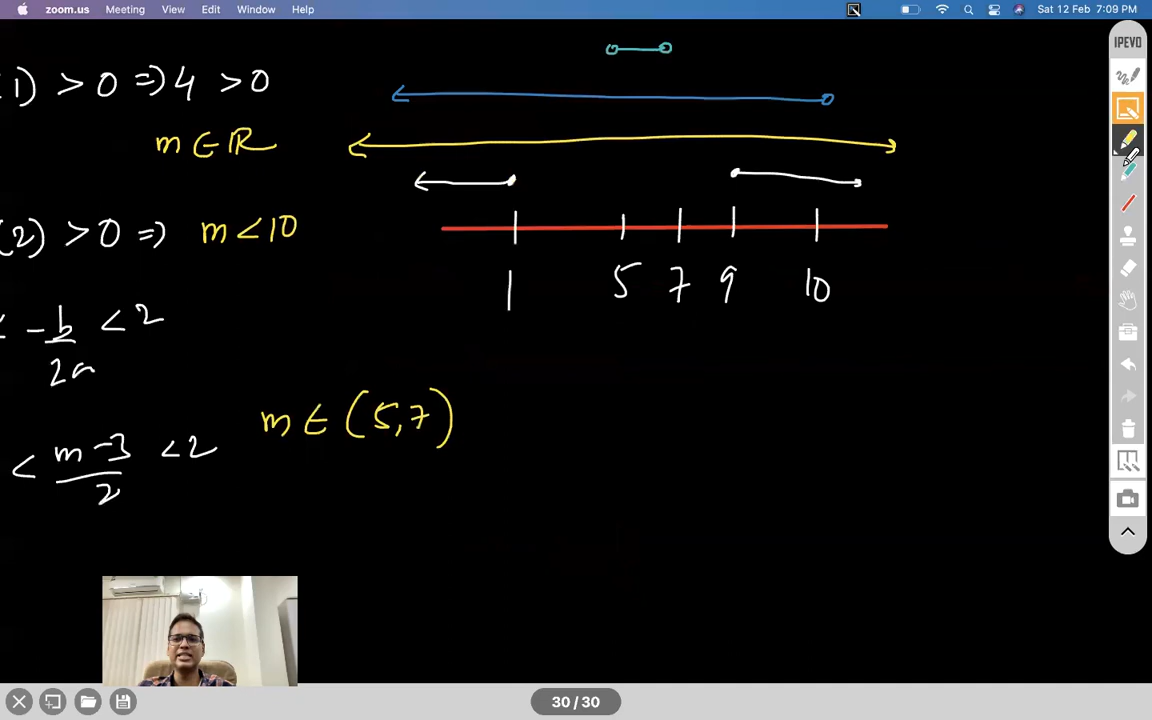 zoom.us Meeting View Edit Window Help Sat 12 Feb 7:09 PM
IPEVO
1) > 0 => 4 > 0
m ∈ ℝ
(2) > 0 => m < 10
1 5 7 9 10
< -b/2a < 2
m ∈ (5,7)
< m-3/2 < 2
30 / 30